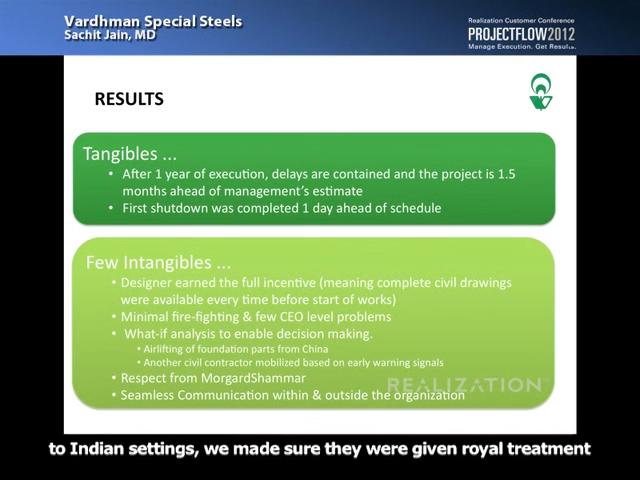 Vardhman Special Steels
Sachit Jain, MD
Realization Customer Conference
PROJECTFLOW2012
Manage Execution. Get Results.
RESULTS
Tangibles ...
• After 1 year of execution, delays are contained and the project is 1.5
months ahead of management's estimate
• First shutdown was completed 1 day ahead of schedule
Few Intangibles ...
• Designer earned the full incentive (meaning complete civil drawings
were available every time before start of works)
• Minimal fire-fighting & few CEO level problems
• What-if analysis to enable decision making.
• Airlifting of foundation parts from China
• Another civil contractor mobilized based on early warning signals
• Respect from MorgardShammar
REALIZATION
• Seamless Communication within & outside the organization
to Indian settings, we made sure they were given royal treatment